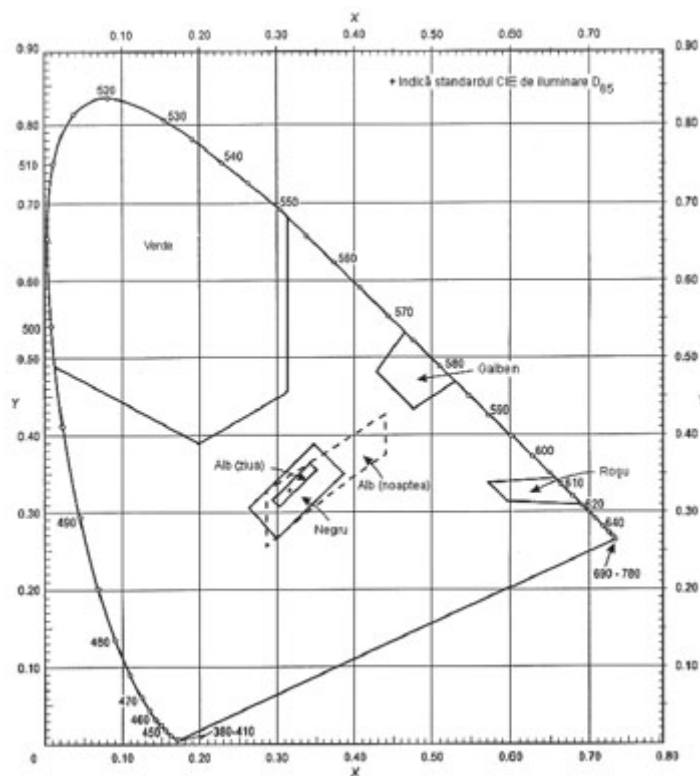 X
0.10 0.20 0.30 0.40 0.50 0.60 0.70
0.90 0.90
+ Indică standardul CIE de iluminare D65
520
0.80 530 0.80
540
510
0.70 550 0.70
Verde
560
0.60 0.60
570
500
0.50 580 0.50
Galben
590
Y Y
0.40 600 0.40
Alb (ziua)
Alb (noaptea)
Roşu
610
0.30 620 0.30
490 Negru 640
690 - 780
0.20 0.20
480
0.10 0.10
470
460
450 380-410
0 0.10 0.20 0.30 0.40 0.50 0.60 0.70 0.80
X